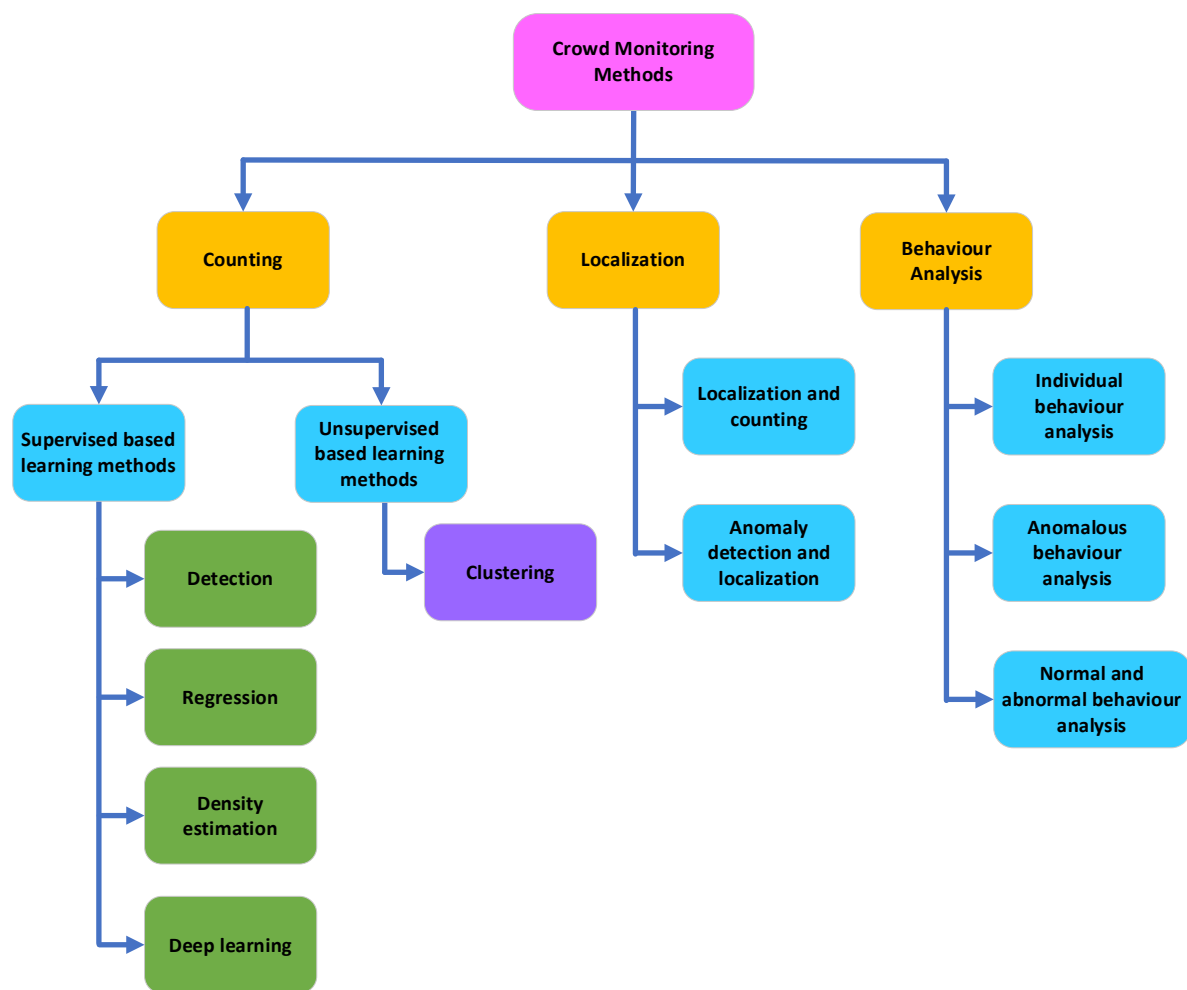 Crowd Monitoring
Methods
Counting
Localization
Behaviour
Analysis
Supervised based
learning methods
Unsupervised
based learning
methods
Localization and
counting
Individual
behaviour
analysis
Detection
Clustering
Anomaly
detection and
localization
Anomalous
behaviour
analysis
Regression
Normal and
abnormal behaviour
analysis
Density
estimation
Deep learning